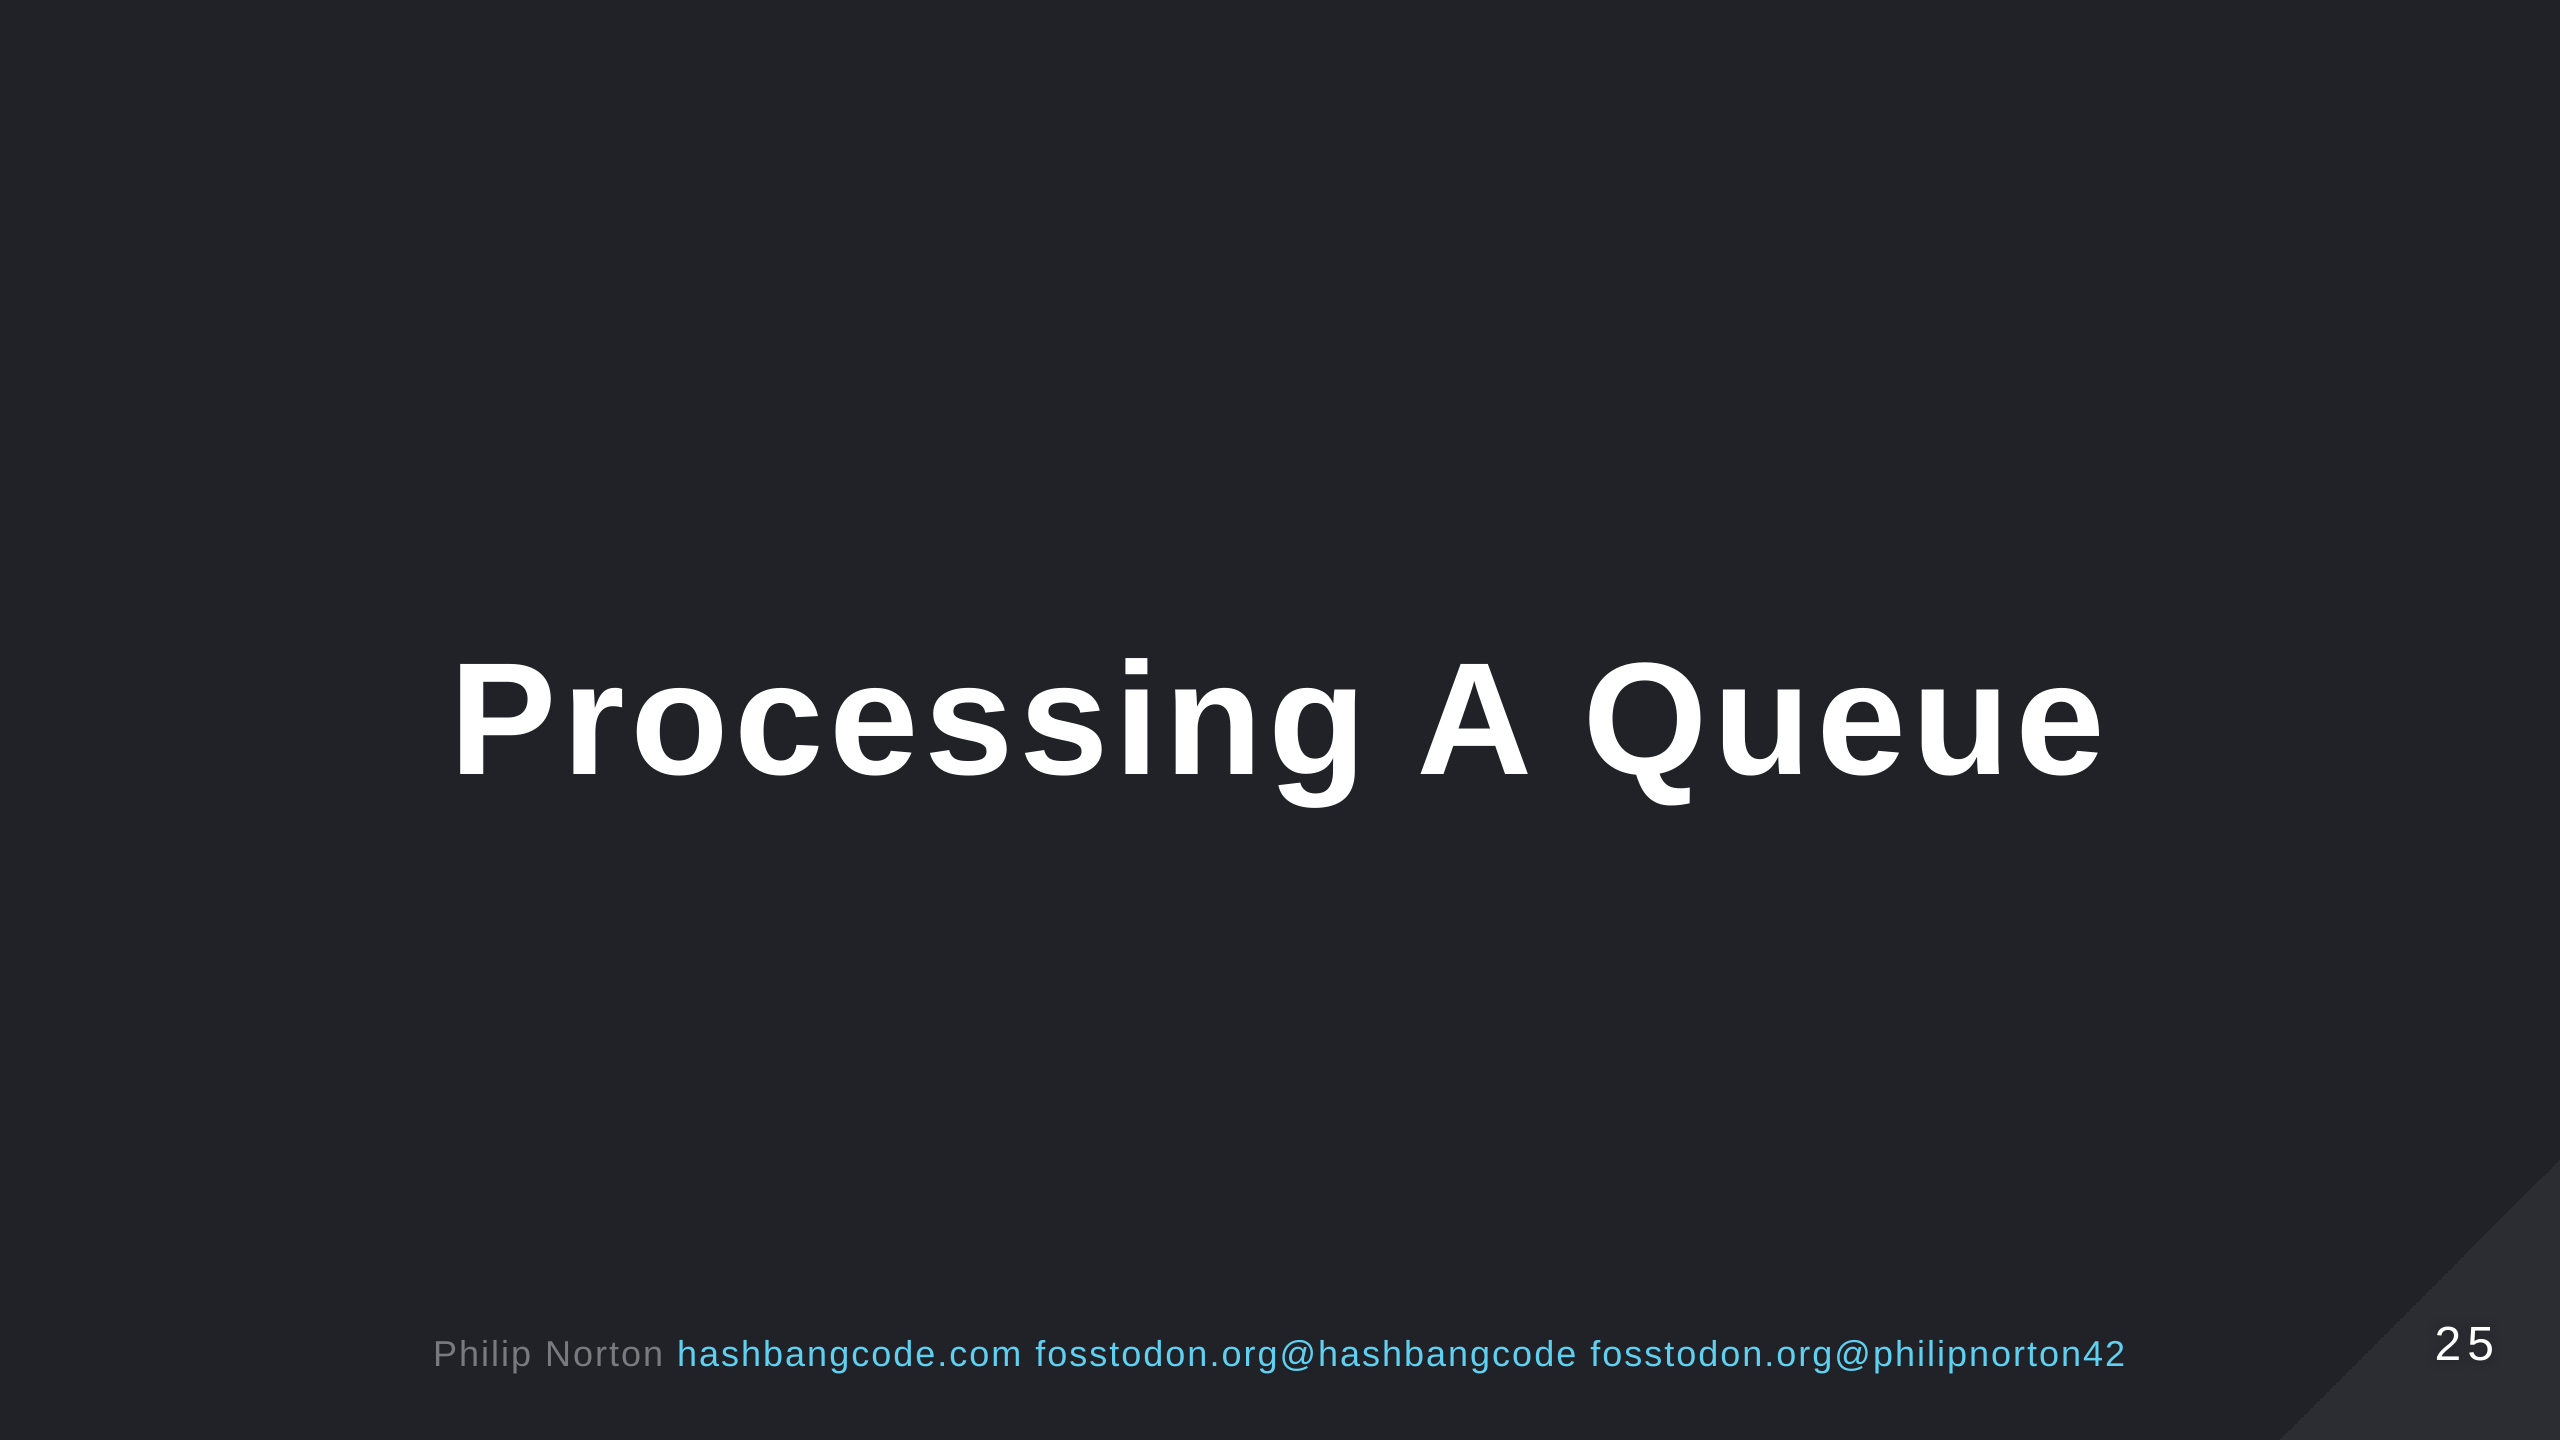 Processing A Queue
Philip Norton hashbangcode.com fosstodon.org@hashbangcode fosstodon.org@philipnorton42
25